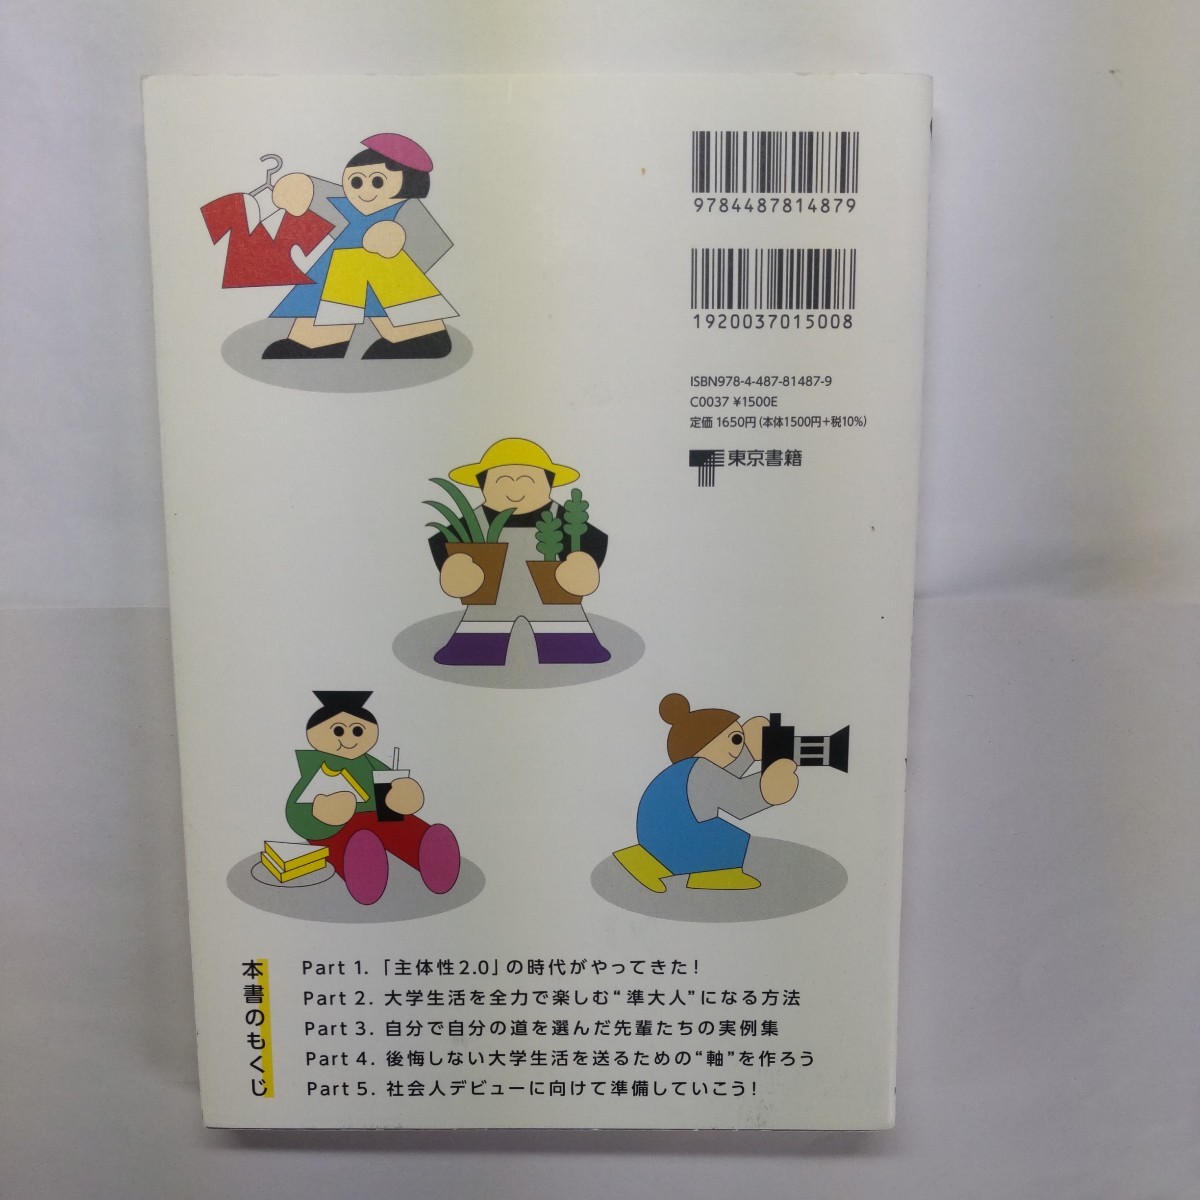 9784487814879
1920037015008
ISBN978-4-487-81487-9
C0037 ¥1500E
定価 1650円(本体1500円+税10%)
東京書籍
本書のもくじ
Part 1. 「主体性2.0」の時代がやってきた!
Part 2. 大学生活を全力で楽しむ“準大人”になる方法
Part 3. 自分で自分の道を選んだ先輩たちの実例集
Part 4. 後悔しない大学生活を送るための“軸”を作ろう
Part 5. 社会人デビューに向けて準備していこう!